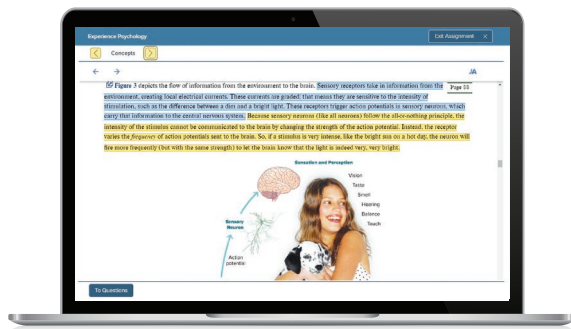 Experience Psychology
Exit Assignment X
Concepts
Figure 3 depicts the flow of information from the environment to the brain. Sensory receptors take in information from the
Page 88
environment, creating local electrical currents. These currents are graded; that means they are sensitive to the intensity of
stimulation, such as the difference between a dim and a bright light. These receptors trigger action potentials in sensory neurons, which
carry that information to the central nervous system. Because sensory neurons (like all neurons) follow the all-or-nothing principle, the
intensity of the stimulus cannot be communicated to the brain by changing the strength of the action potential. Instead, the receptor
varies the frequency of action potentials sent to the brain. So, if a stimulus is very intense, like the bright sun on a hot day, the neuron will
fire more frequently (but with the same strength) to let the brain know that the light is indeed very, very bright.
Sensation and Perception
Vision
Taste
Smell
Hearing
Balance
Touch
Sensory
Neuron
Action
potential
To Questions